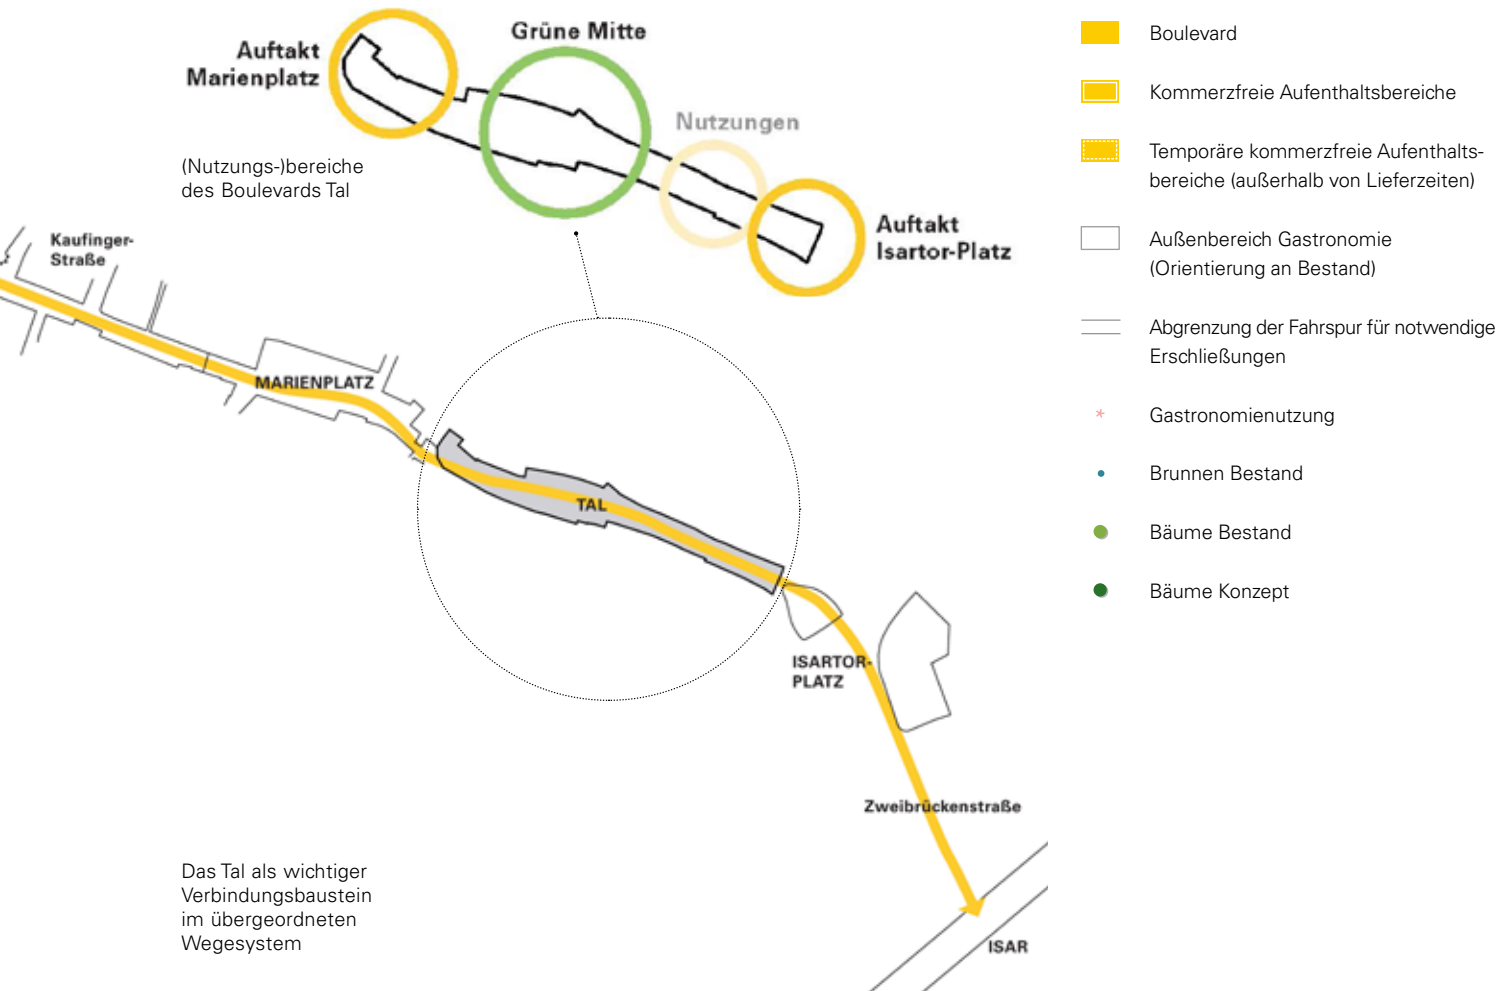 Grüne Mitte
Auftakt
Marienplatz
Nutzungen
(Nutzungs-)bereiche
des Boulevards Tal
Auftakt
Isartor-Platz
Kaufinger-
Straße
MARIENPLATZ
TAL
ISARTOR-
PLATZ
Zweibrückenstraße
ISAR
Das Tal als wichtiger
Verbindungsbaustein
im übergeordneten
Wegesystem
Boulevard
Kommerzfreie Aufenthaltsbereiche
Temporäre kommerzfreie Aufenthalts-
bereiche (außerhalb von Lieferzeiten)
Außenbereich Gastronomie
(Orientierung an Bestand)
Abgrenzung der Fahrspur für notwendige
Erschließungen
* Gastronomienutzung
Brunnen Bestand
Bäume Bestand
Bäume Konzept